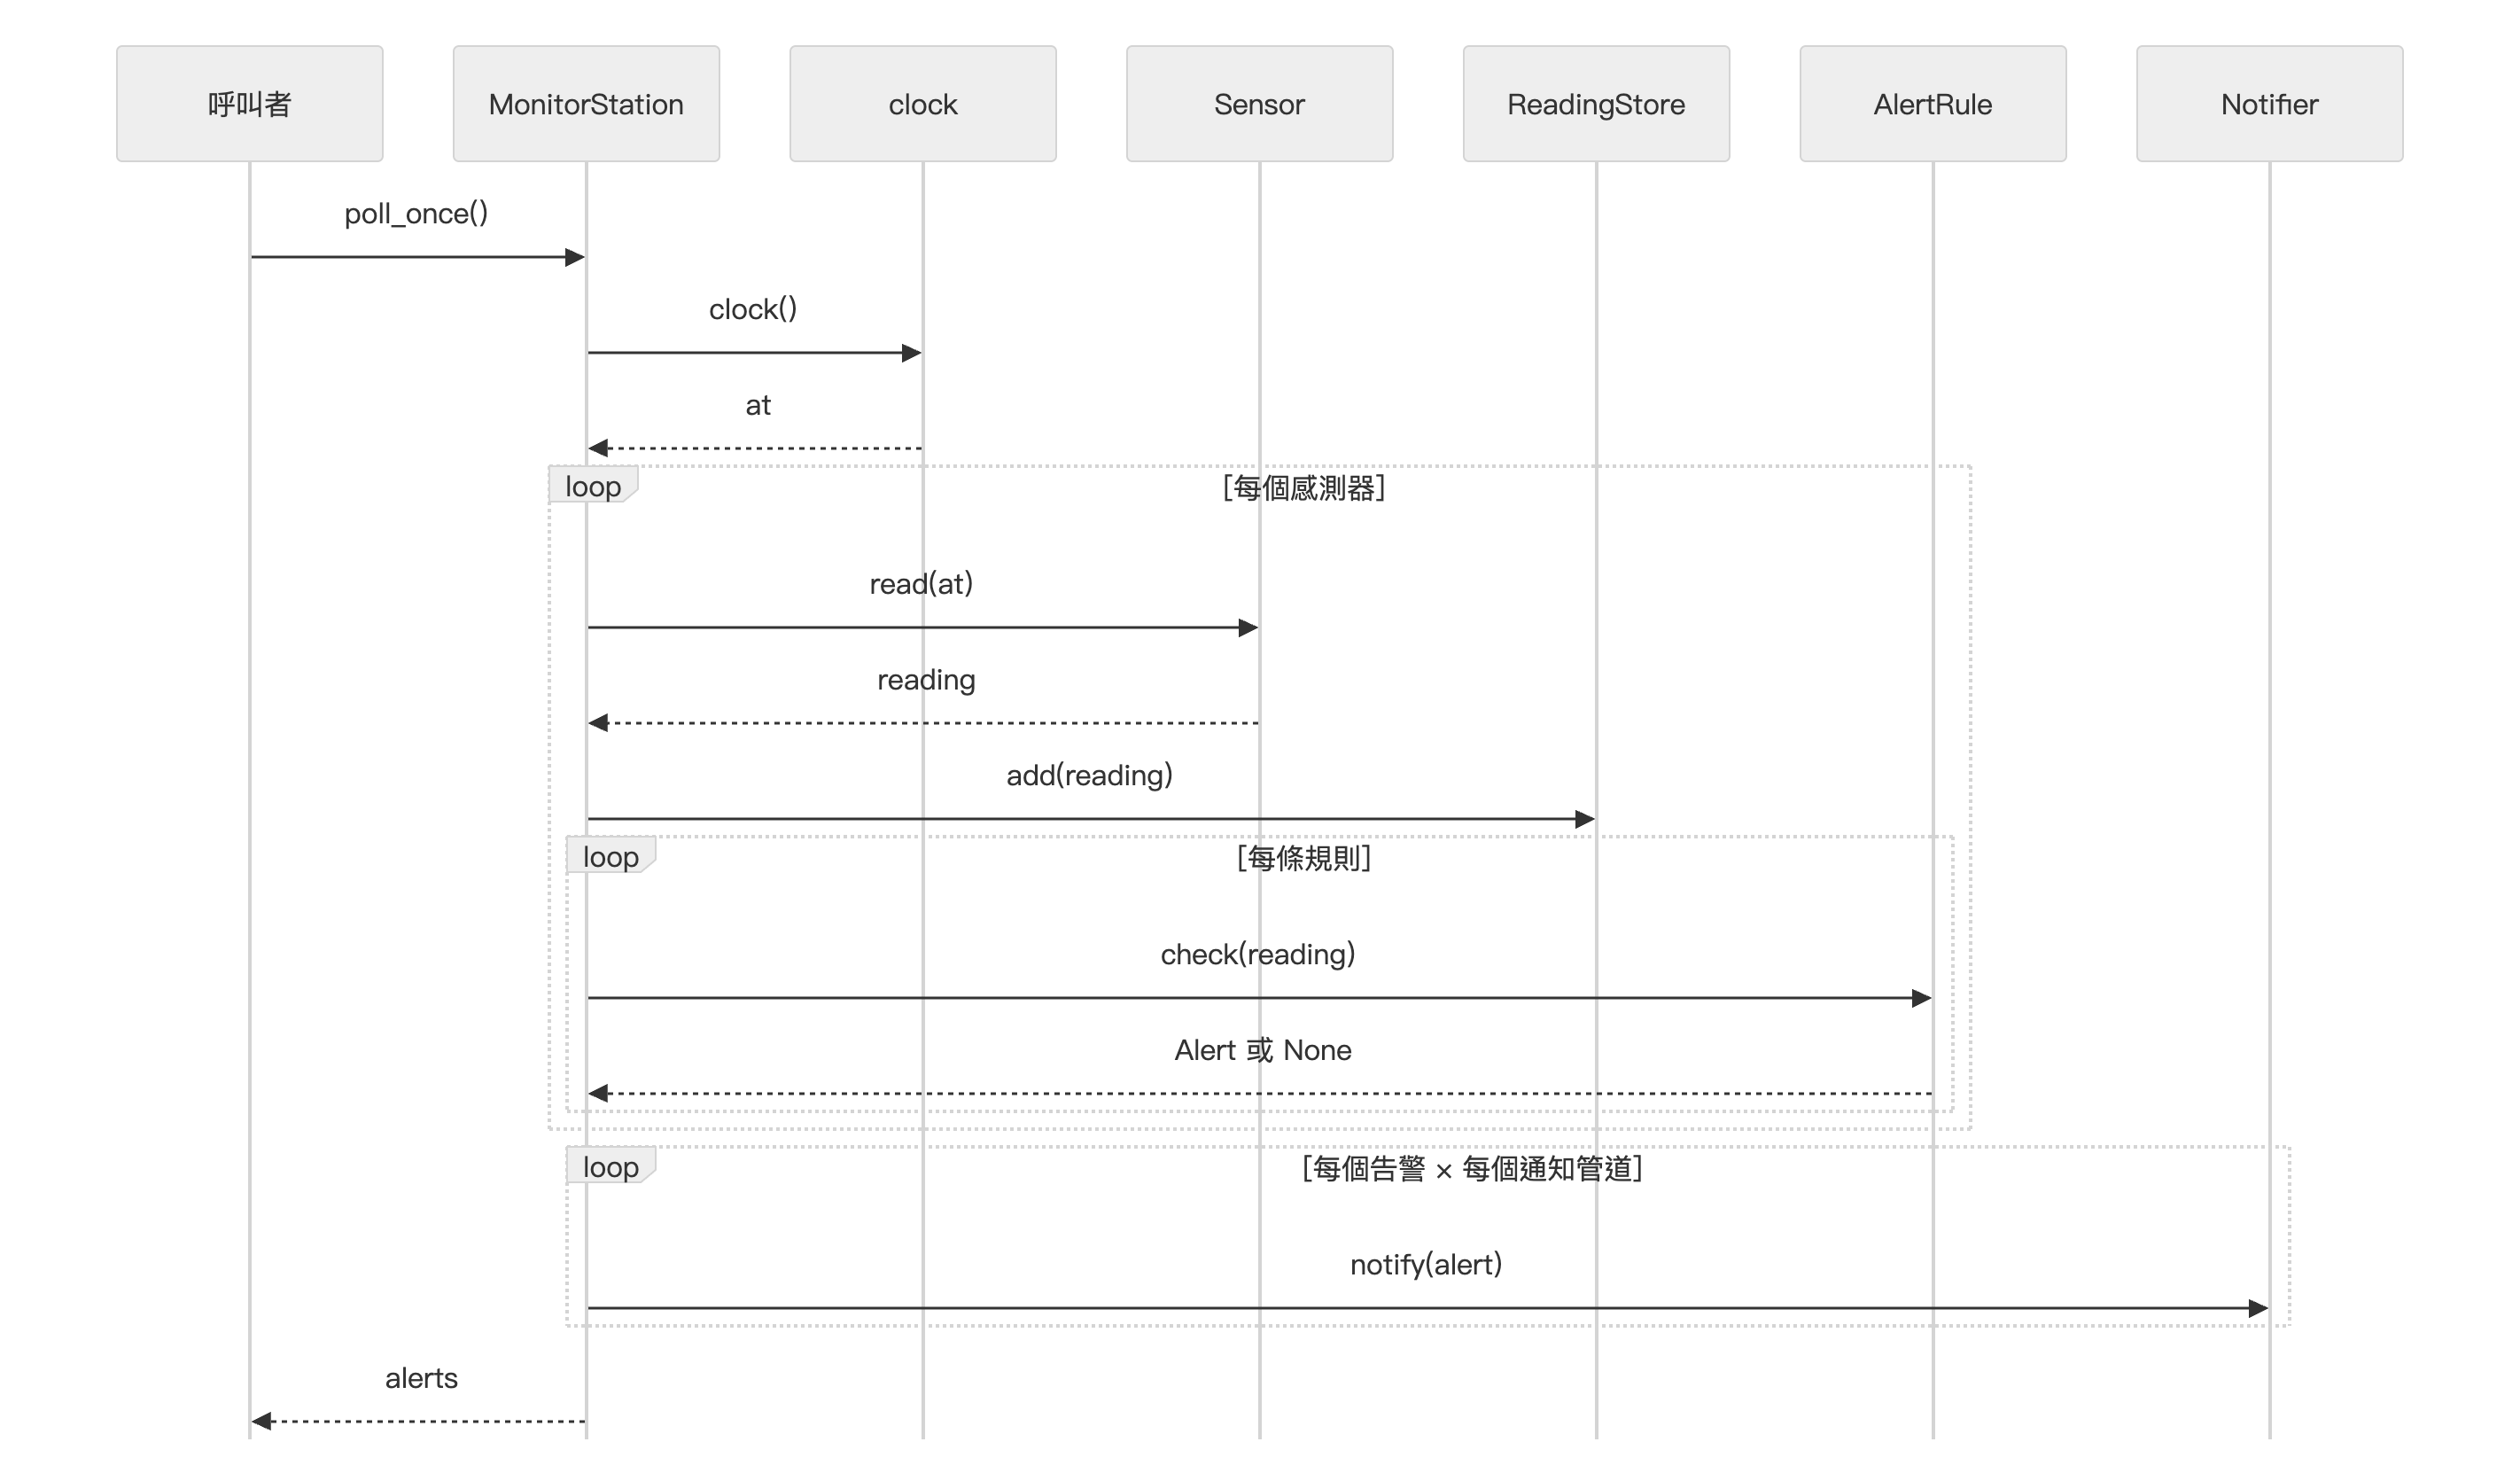 呼叫者
MonitorStation
clock
Sensor
ReadingStore
AlertRule
Notifier
poll_once()
clock()
at
loop
[每個感測器]
read(at)
reading
add(reading)
loop
[每條規則]
check(reading)
Alert 或 None
loop
[每個告警 × 每個通知管道]
notify(alert)
alerts